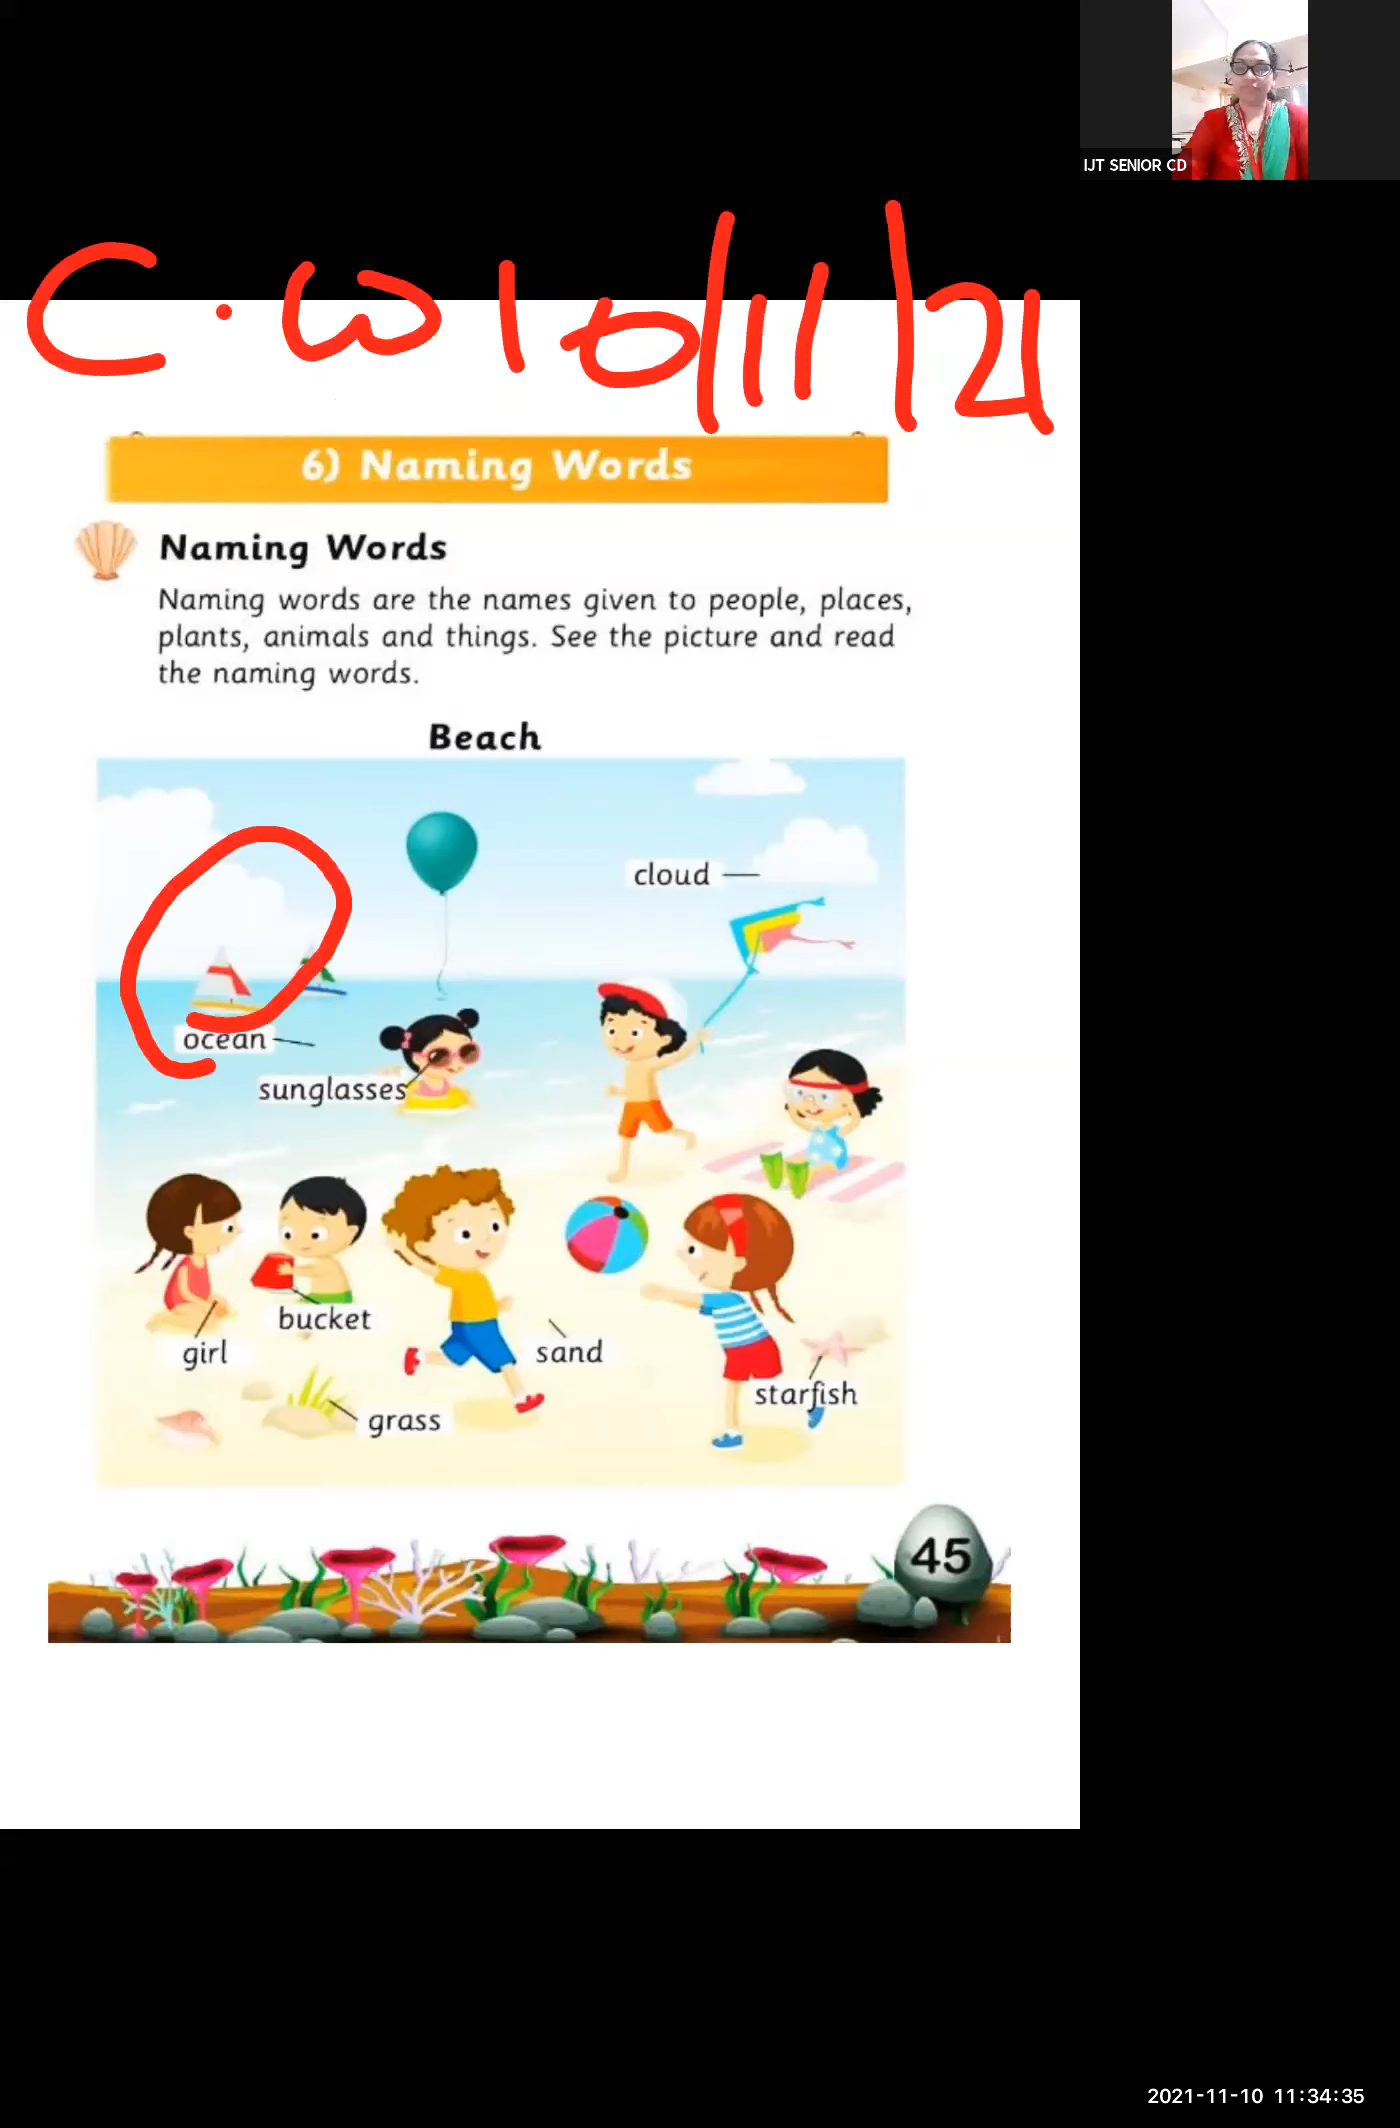 IJT SENIOR CD
C.W 10/11/21
6) Naming Words
Naming Words
Naming words are the names given to people, places,
plants, animals and things. See the picture and read
the naming words.
Beach
cloud
ocean
sunglasses
bucket
girl
sand
starfish
grass
45
2021-11-10 11:34:35